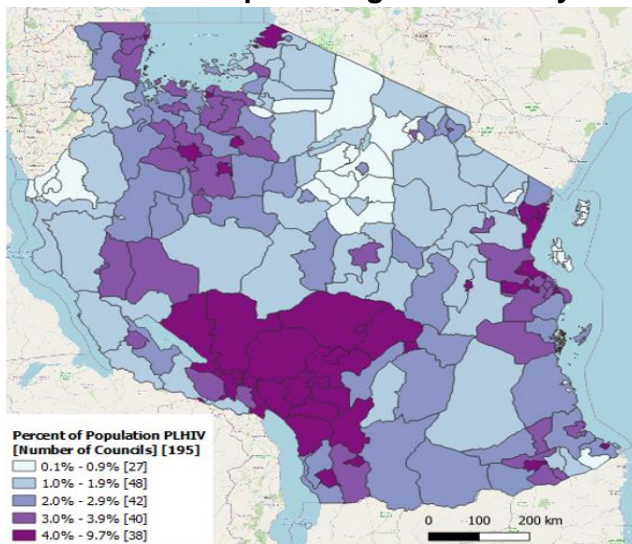 Percent of Population PLHIV
[Number of Councils] [195]
0.1% - 0.9% [27]
1.0% - 1.9% [48]
2.0% - 2.9% [42]
3.0% - 3.9% [40]
4.0% - 9.7% [38]
0 100 200 km